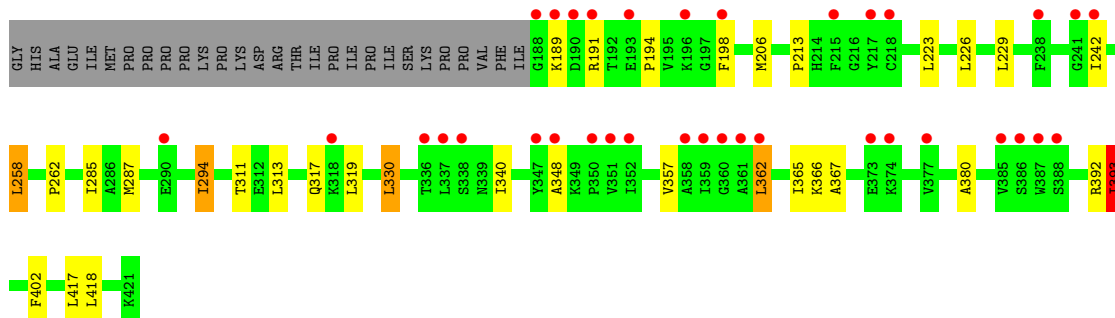 GLY HIS ALA GLU ILE MET PRO PRO PRO PRO LYS PRO LYS ASP ARG THR ILE PRO ILE PRO ILE SER LYS PRO PRO VAL PHE ILE G188 K189 D190 R191 T192 E193 P194 V195 K196 G197 F198 M206 P213 H214 F215 G216 Y217 C218 L223 L226 L229 F238 G241 I242
L258 P262 I285 A286 M287 E290 I294 T311 E312 L313 Q317 K318 L319 L330 T336 L337 S338 N339 I340 V347 A348 K349 P350 V351 I352 V357 A358 I359 G360 A361 L362 I365 K366 A367 E373 K374 V377 A380 V385 S386 W387 S388 R392
F402 L417 L418 K421